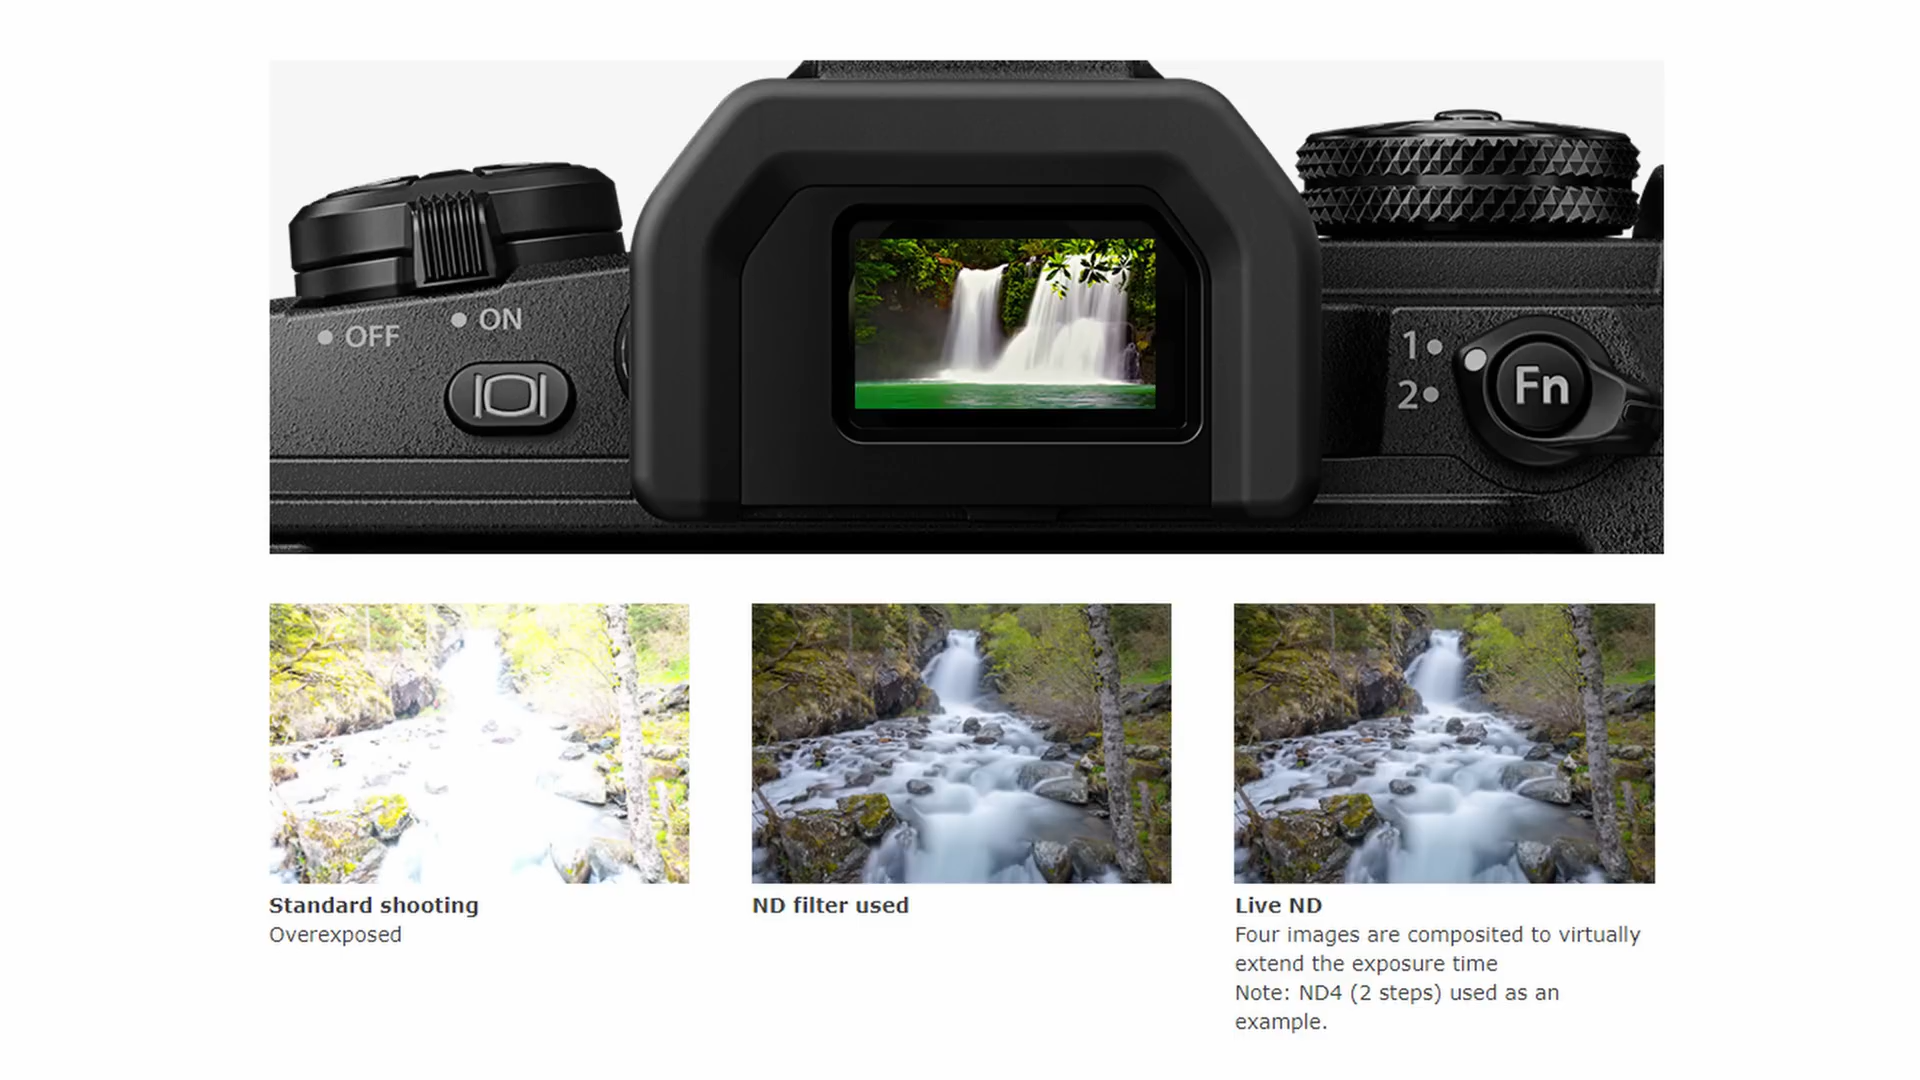 OFF
ON
1
2
Fn
Standard shooting
Overexposed
ND filter used
Live ND
Four images are composited to virtually
extend the exposure time
Note: ND4 (2 steps) used as an
example.